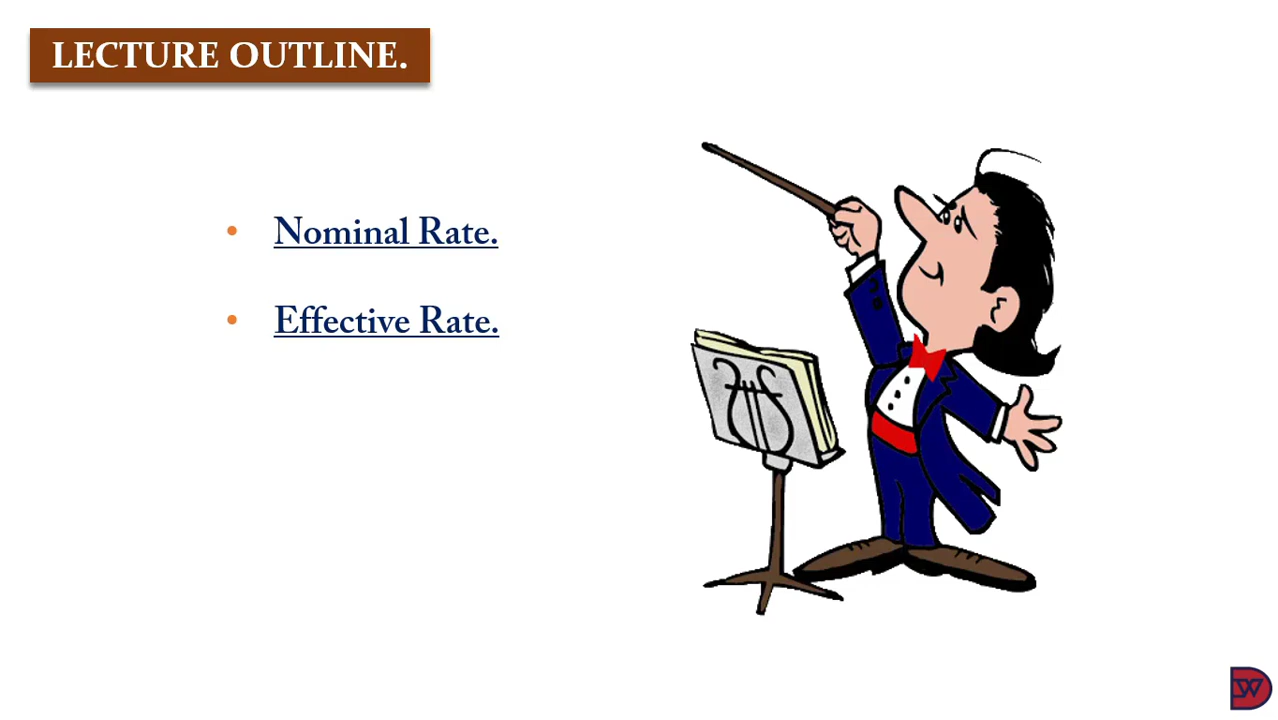 LECTURE OUTLINE.
• Nominal Rate.
• Effective Rate.